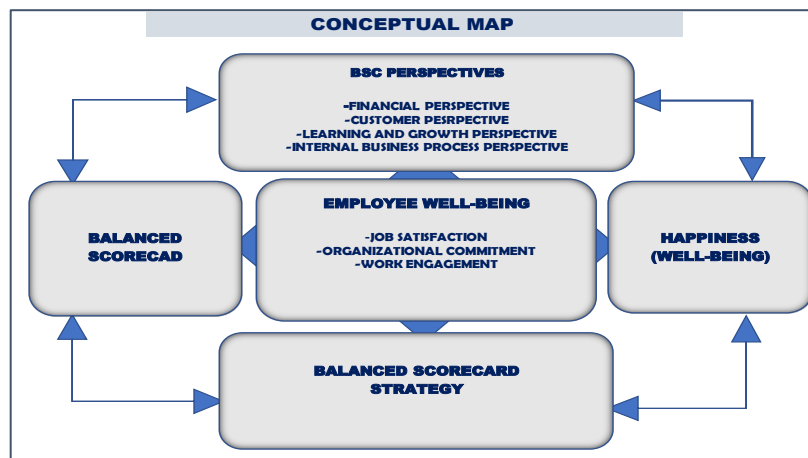 CONCEPTUAL MAP
BSC PERSPECTIVES
-FINANCIAL PERSPECTIVE
-CUSTOMER PESRPECTIVE
-LEARNING AND GROWTH PERSPECTIVE
-INTERNAL BUSINESS PROCESS PERSPECTIVE
BALANCED
SCORECAD
EMPLOYEE WELL-BEING
-JOB SATISFACTION
-ORGANIZATIONAL COMMITMENT
-WORK ENGAGEMENT
HAPPINESS
(WELL-BEING)
BALANCED SCORECARD
STRATEGY